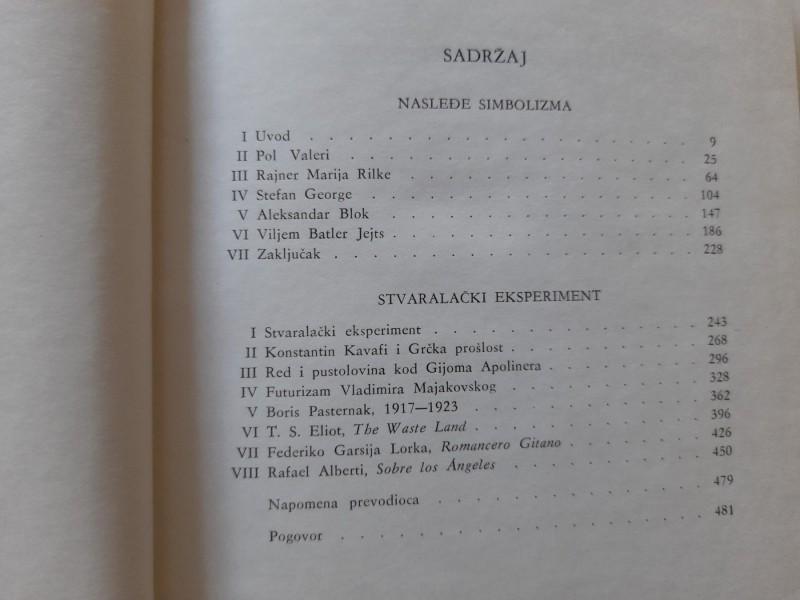 SADRŽAJ
NASLEĐE SIMBOLIZMA
I Uvod . . . . . . . . . . . . . . . . . 9
II Pol Valeri . . . . . . . . . . . . . . . . 25
III Rajner Marija Rilke . . . . . . . . . . . . . 64
IV Stefan George . . . . . . . . . . . . . . 104
V Aleksandar Blok . . . . . . . . . . . . . 147
VI Viljem Batler Jejts . . . . . . . . . . . . . 186
VII Zaključak . . . . . . . . . . . . . . . . 228
STVARALAČKI EKSPERIMENT
I Stvaralački eksperiment . . . . . . . . . . . 243
II Konstantin Kavafi i Grčka prošlost . . . . . . . . 268
III Red i pustolovina kod Gijoma Apolinera . . . . . . 296
IV Futurizam Vladimira Majakovskog . . . . . . . . 328
V Boris Pasternak, 1917—1923 . . . . . . . . . . 362
VI T. S. Eliot, The Waste Land . . . . . . . . . . 396
VII Federiko Garsija Lorka, Romancero Gitano . . . . . . 426
VIII Rafael Alberti, Sobre los Ángeles . . . . . . . . . 450
Napomena prevodioca . . . . . . . . . . . . 479
Pogovor . . . . . . . . . . . . . . . . . 481